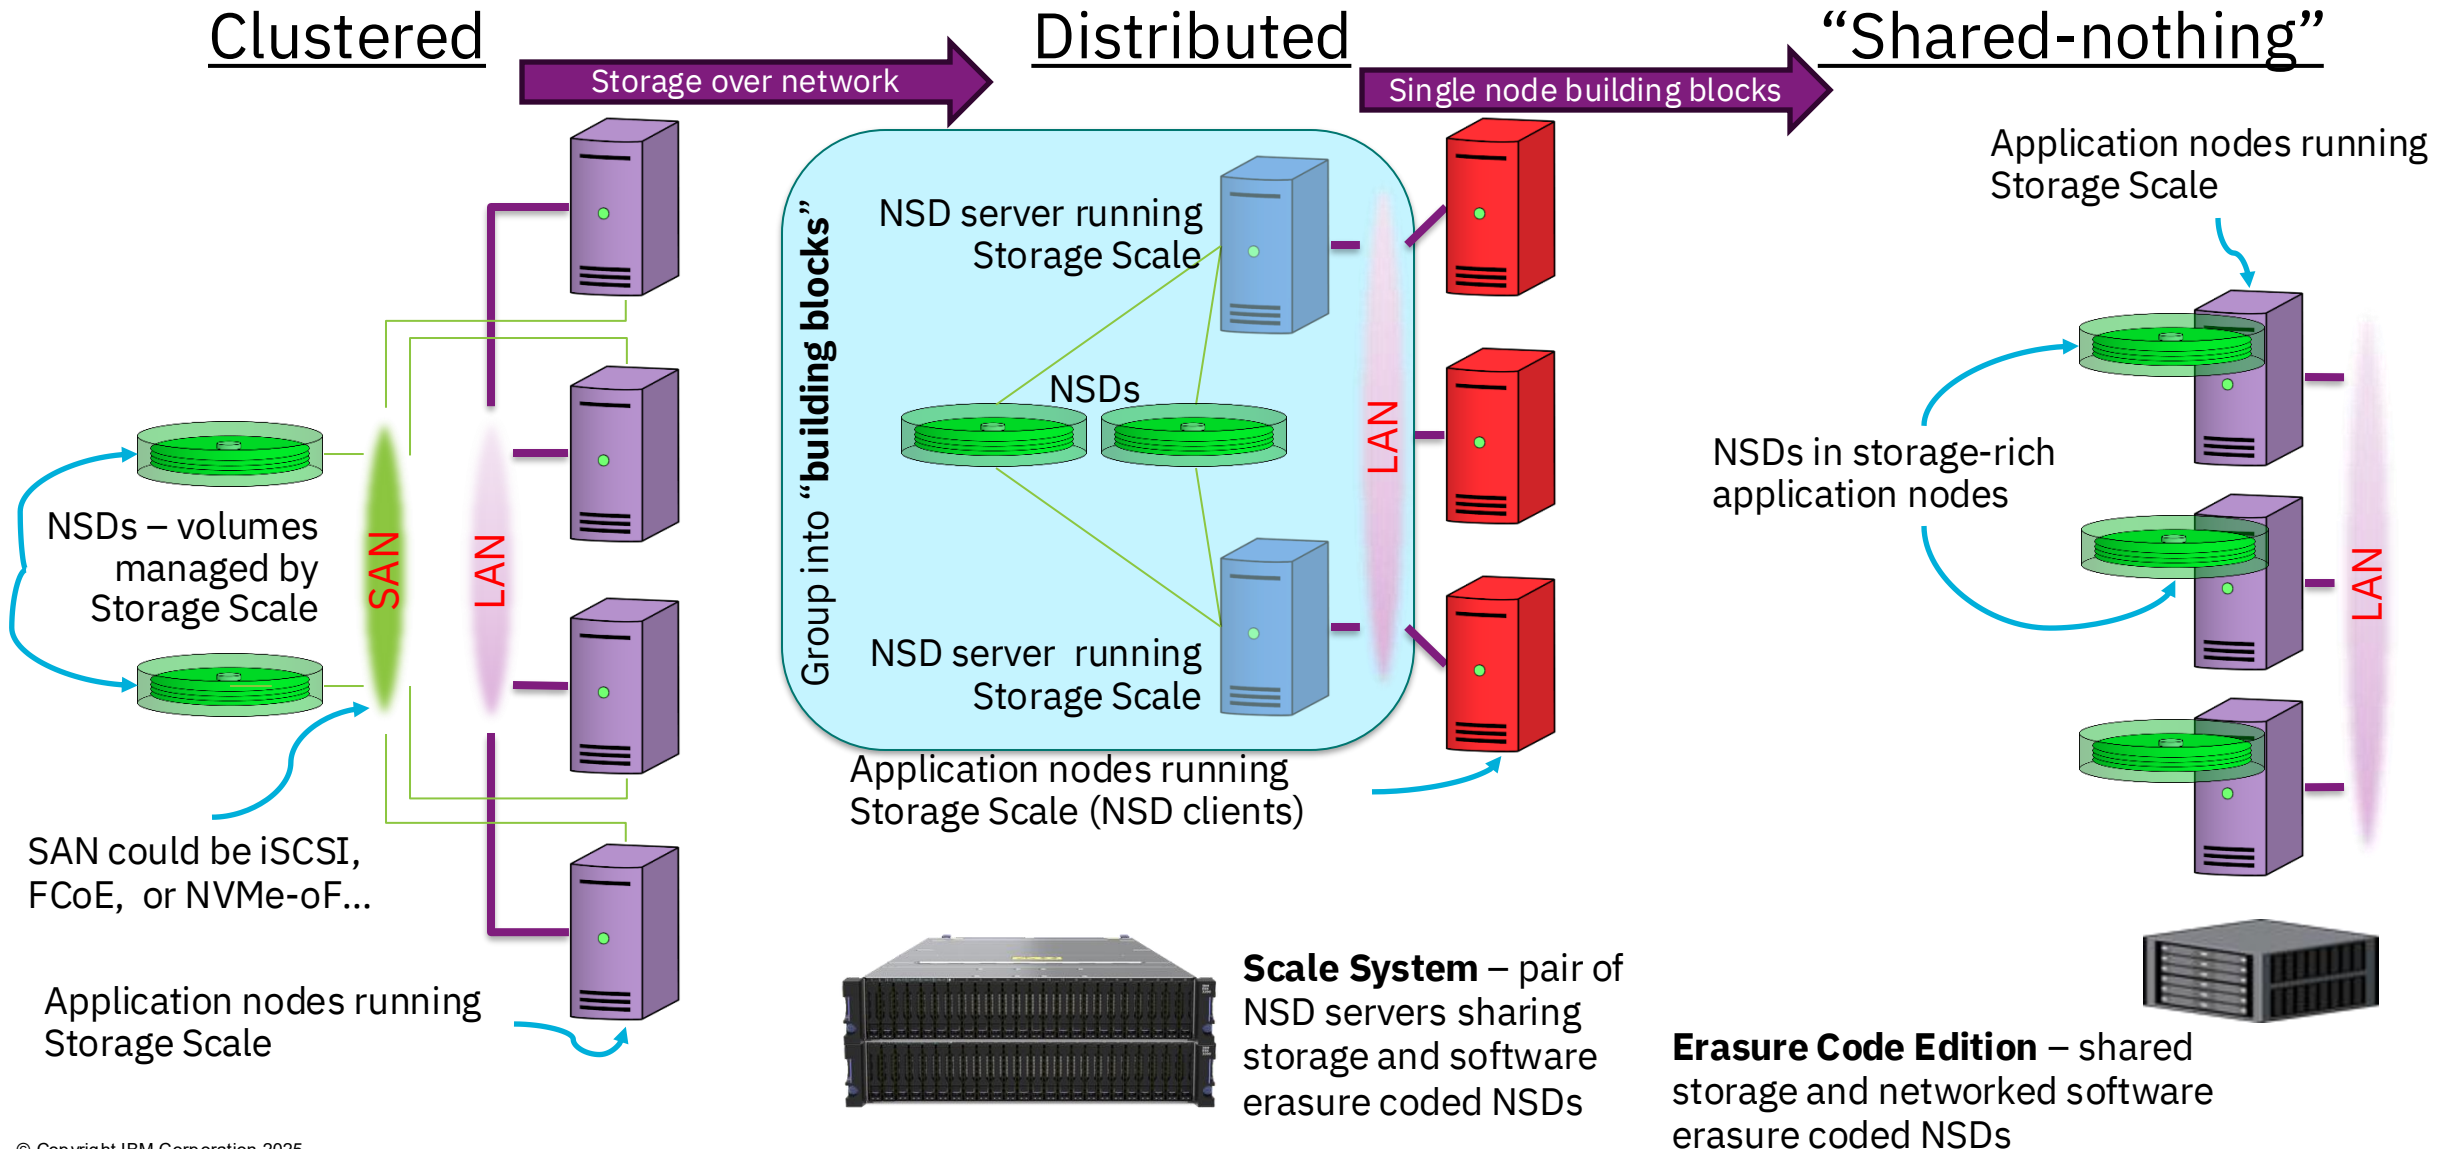 Clustered
Storage over network
Distributed
Single node building blocks
“Shared-nothing”
NSDs – volumes
managed by
Storage Scale
SAN
LAN
SAN could be iSCSI,
FCoE,  or NVMe-oF...
Application nodes running
Storage Scale
Group into “building blocks”
NSD server running
Storage Scale
NSDs
NSD server  running
Storage Scale
LAN
Application nodes running
Storage Scale (NSD clients)
Scale System – pair of
NSD servers sharing
storage and software
erasure coded NSDs
Application nodes running
Storage Scale
NSDs in storage-rich
application nodes
LAN
Erasure Code Edition – shared
storage and networked software
erasure coded NSDs
© Copyright IBM Corporation 2025